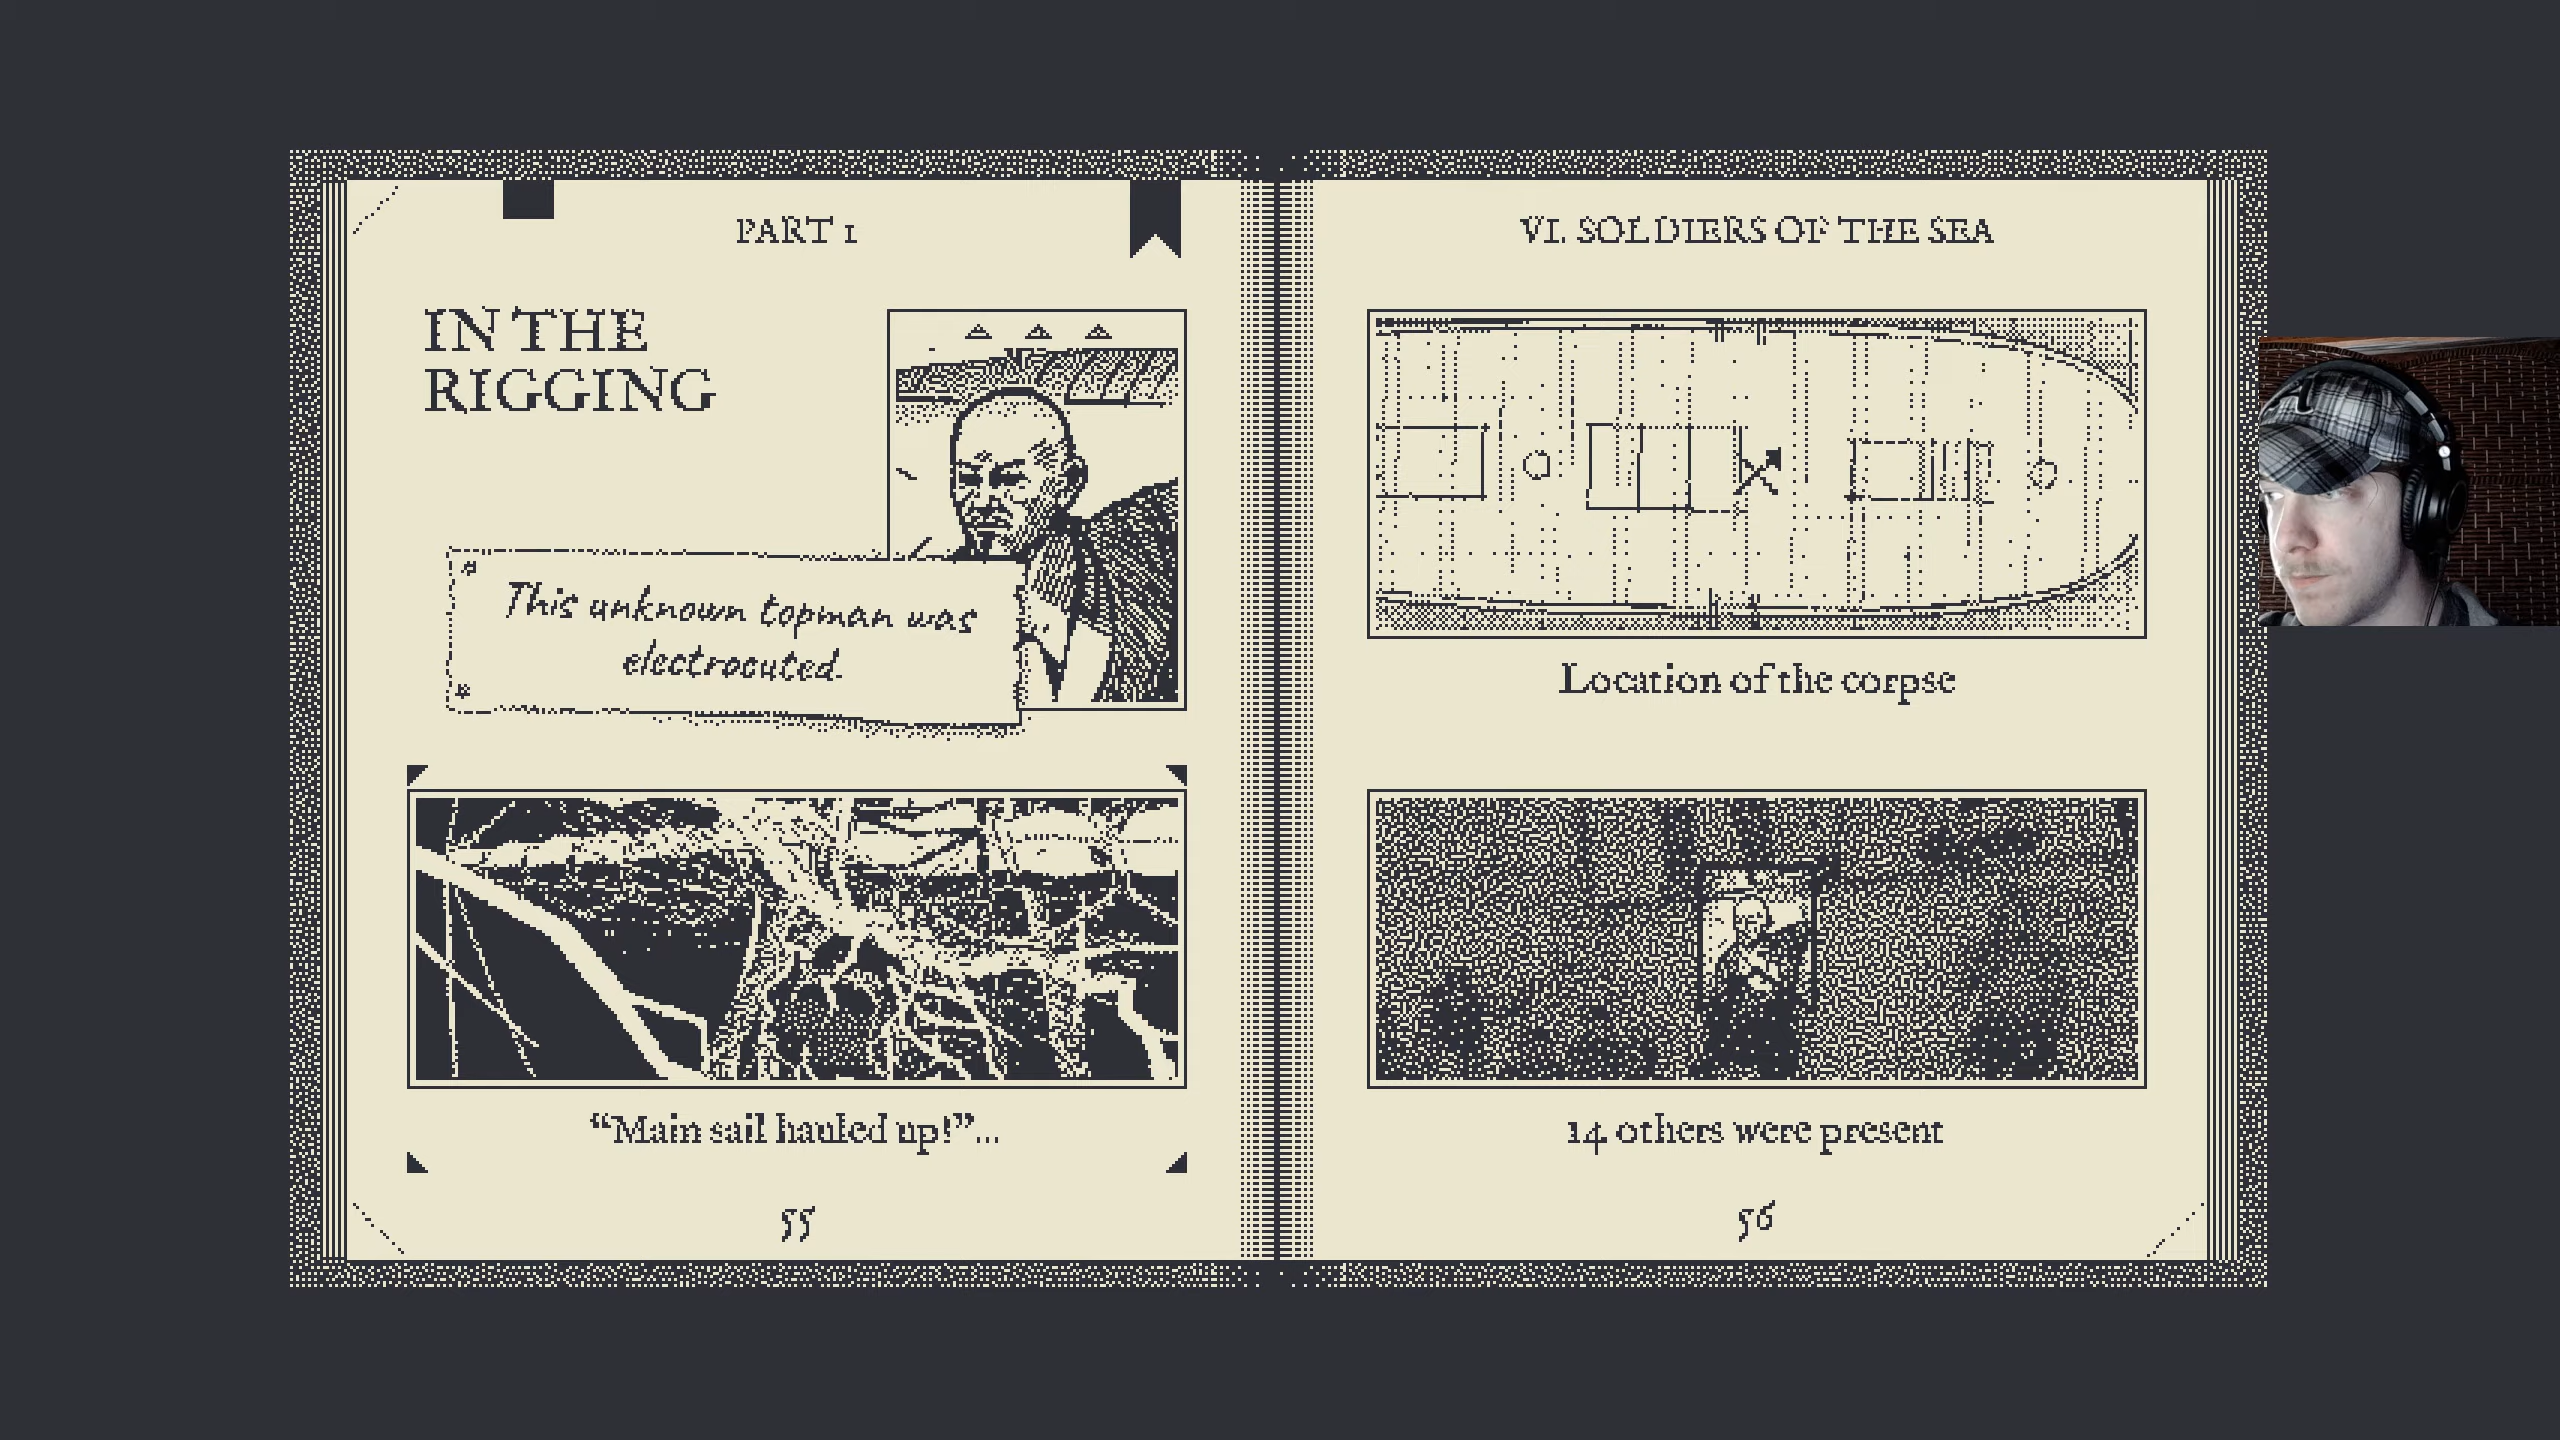 PART 1
IN THE
RIGGING
This unknown topman was
electrocuted.
"Main sail hauled up!"...
55
VI. SOLDIERS OF THE SEA
Location of the corpse
14 others were present
56